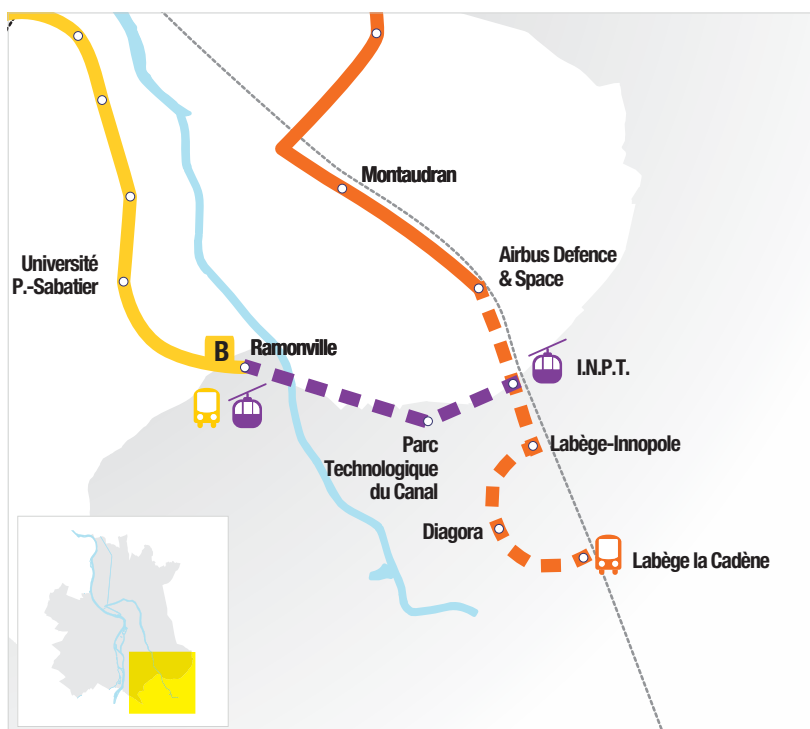 Montaudran
Université
P.-Sabatier
Airbus Defence
& Space
B
Ramonville
I.N.P.T.
Parc
Technologique
du Canal
Labège-Innopole
Diagora
Labège la Cadène